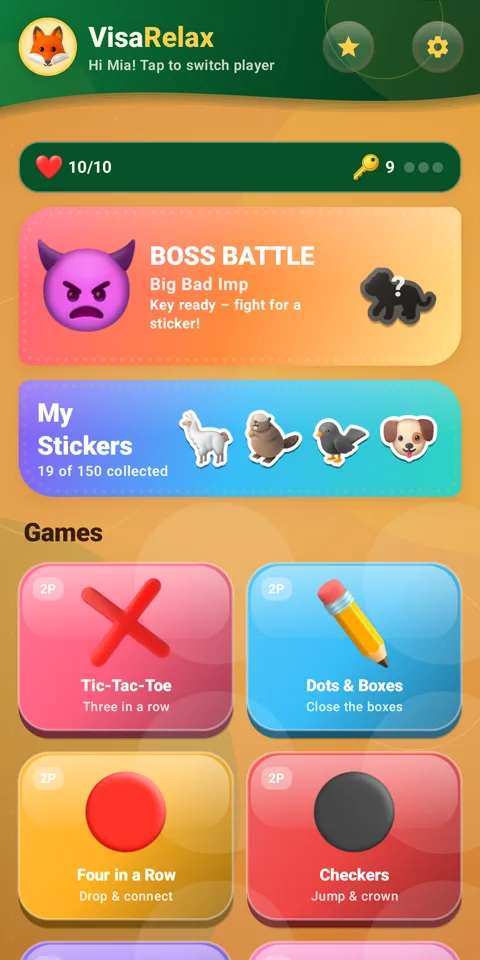 VisaRelax
Hi Mia! Tap to switch player
10/10
9
BOSS BATTLE
Big Bad Imp
Key ready – fight for a
sticker!
?
My
Stickers
19 of 150 collected
Games
2P
Tic-Tac-Toe
Three in a row
2P
Dots & Boxes
Close the boxes
2P
Four in a Row
Drop & connect
2P
Checkers
Jump & crown